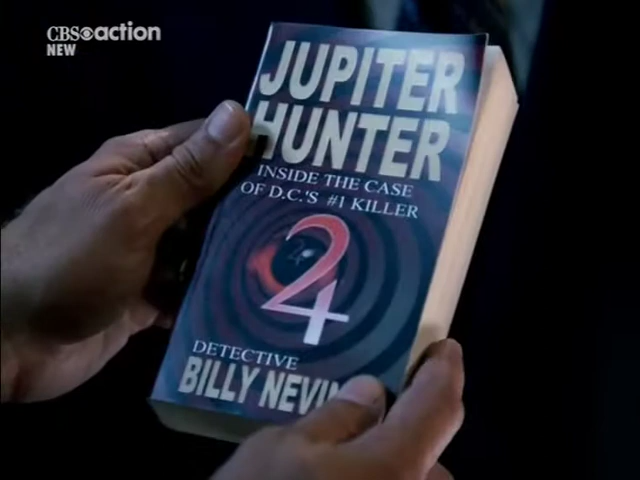 CBS action
NEW
JUPITER
HUNTER
INSIDE THE CASE
OF D.C.'S #1 KILLER
DETECTIVE
BILLY